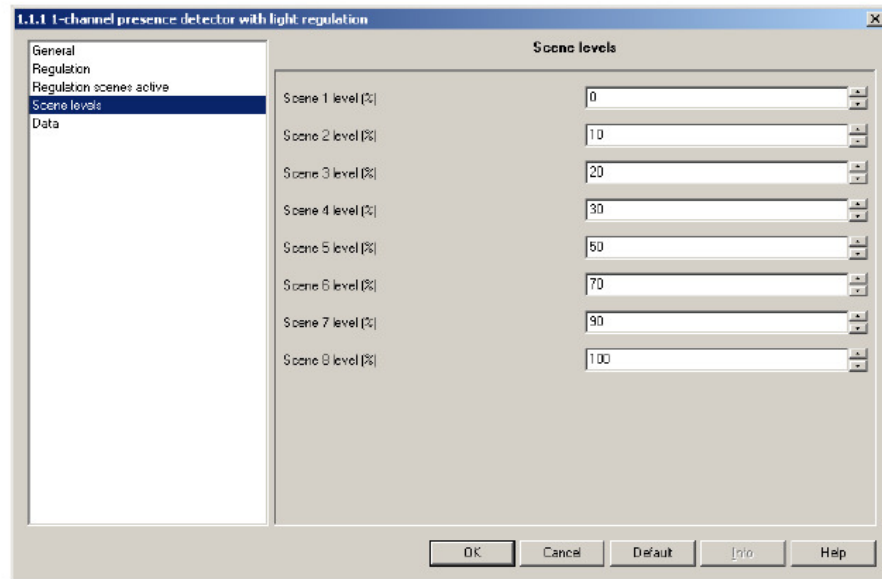 1.1.1 1-channel presence detector with light regulation
General
Regulation
Regulation scenes active
Scene levels
Data
Scene levels
Scene 1 level (%) 0
Scene 2 level (%) 10
Scene 3 level (%) 20
Scene 4 level (%) 30
Scene 5 level (%) 50
Scene 6 level (%) 70
Scene 7 level (%) 90
Scene 8 level (%) 100
OK Cancel Default Info Help